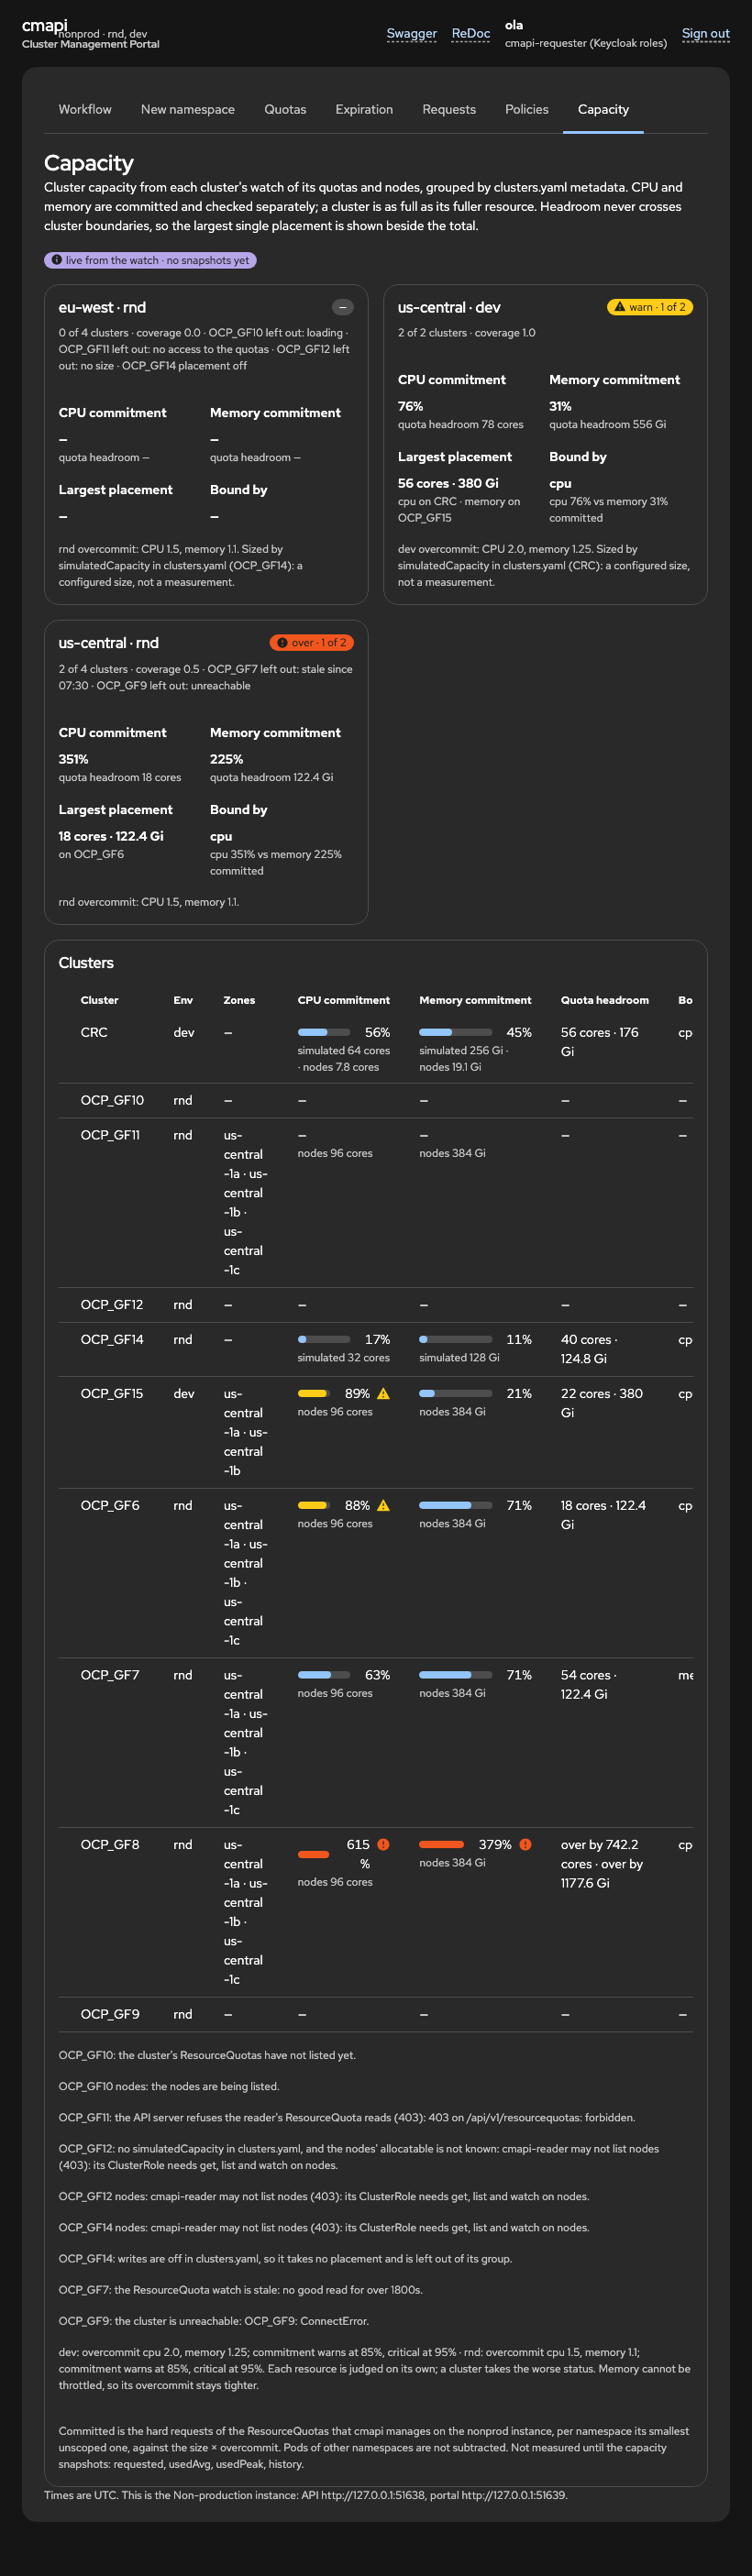 cmapi
nonprod · rnd, dev
Cluster Management Portal
Swagger
ReDoc
ola
cmapi-requester (Keycloak roles)
Sign out
Workflow
New namespace
Quotas
Expiration
Requests
Policies
Capacity
Capacity
Cluster capacity from each cluster's watch of its quotas and nodes, grouped by clusters.yaml metadata. CPU and
memory are committed and checked separately; a cluster is as full as its fuller resource. Headroom never crosses
cluster boundaries, so the largest single placement is shown beside the total.
live from the watch · no snapshots yet
eu-west · rnd
—
0 of 4 clusters · coverage 0.0 · OCP_GF10 left out: loading ·
OCP_GF11 left out: no access to the quotas · OCP_GF12 left
out: no size · OCP_GF14 placement off
CPU commitment
Memory commitment
—
—
quota headroom —
quota headroom —
Largest placement
Bound by
—
—
rnd overcommit: CPU 1.5, memory 1.1. Sized by
simulatedCapacity in clusters.yaml (OCP_GF14): a
configured size, not a measurement.
us-central · dev
warn · 1 of 2
2 of 2 clusters · coverage 1.0
CPU commitment
Memory commitment
76%
31%
quota headroom 78 cores
quota headroom 556 Gi
Largest placement
Bound by
56 cores · 380 Gi
cpu
cpu on CRC · memory on
OCP_GF15
cpu 76% vs memory 31%
committed
dev overcommit: CPU 2.0, memory 1.25. Sized by
simulatedCapacity in clusters.yaml (CRC): a configured size,
not a measurement.
us-central · rnd
over · 1 of 2
2 of 4 clusters · coverage 0.5 · OCP_GF7 left out: stale since
07:30 · OCP_GF9 left out: unreachable
CPU commitment
Memory commitment
351%
225%
quota headroom 18 cores
quota headroom 122.4 Gi
Largest placement
Bound by
18 cores · 122.4 Gi
cpu
on OCP_GF6
cpu 351% vs memory 225%
committed
rnd overcommit: CPU 1.5, memory 1.1.
Clusters
Cluster Env Zones CPU commitment Memory commitment Quota headroom Bo
CRC dev — 56% 45% 56 cores · 176
Gi cp
simulated 64 cores
· nodes 7.8 cores
simulated 256 Gi ·
nodes 19.1 Gi
OCP_GF10 rnd — — — — —
OCP_GF11 rnd — — — —
us-
central
-1a · us-
central
-1b ·
us-
central
-1c
nodes 96 cores
nodes 384 Gi
OCP_GF12 rnd — — — — —
OCP_GF14 rnd — 17% 11% 40 cores ·
124.8 Gi cp
simulated 32 cores
simulated 128 Gi
OCP_GF15 dev
us-
central
-1a · us-
central
-1b
89%
nodes 96 cores
21%
nodes 384 Gi
22 cores · 380
Gi
cp
OCP_GF6 rnd
us-
central
-1a · us-
central
-1b ·
us-
central
-1c
88%
nodes 96 cores
71%
nodes 384 Gi
18 cores · 122.4
Gi
cp
OCP_GF7 rnd
us-
central
-1a · us-
central
-1b ·
us-
central
-1c
63%
nodes 96 cores
71%
nodes 384 Gi
54 cores ·
122.4 Gi
me
OCP_GF8 rnd
us-
central
-1a · us-
central
-1b ·
us-
central
-1c
615
%
nodes 96 cores
379%
nodes 384 Gi
over by 742.2
cores · over by
1177.6 Gi
cp
OCP_GF9 rnd — — — — —
OCP_GF10: the cluster's ResourceQuotas have not listed yet.
OCP_GF10 nodes: the nodes are being listed.
OCP_GF11: the API server refuses the reader's ResourceQuota reads (403): 403 on /api/v1/resourcequotas: forbidden.
OCP_GF12: no simulatedCapacity in clusters.yaml, and the nodes' allocatable is not known: cmapi-reader may not list nodes
(403): its ClusterRole needs get, list and watch on nodes.
OCP_GF12 nodes: cmapi-reader may not list nodes (403): its ClusterRole needs get, list and watch on nodes.
OCP_GF14 nodes: cmapi-reader may not list nodes (403): its ClusterRole needs get, list and watch on nodes.
OCP_GF14: writes are off in clusters.yaml, so it takes no placement and is left out of its group.
OCP_GF7: the ResourceQuota watch is stale: no good read for over 1800s.
OCP_GF9: the cluster is unreachable: OCP_GF9: ConnectError.
dev: overcommit cpu 2.0, memory 1.25; commitment warns at 85%, critical at 95% · rnd: overcommit cpu 1.5, memory 1.1;
commitment warns at 85%, critical at 95%. Each resource is judged on its own; a cluster takes the worse status. Memory cannot be
throttled, so its overcommit stays tighter.
Committed is the hard requests of the ResourceQuotas that cmapi manages on the nonprod instance, per namespace its smallest
unscoped one, against the size × overcommit. Pods of other namespaces are not subtracted. Not measured until the capacity
snapshots: requested, usedAvg, usedPeak, history.
Times are UTC. This is the Non-production instance: API http://127.0.0.1:51638, portal http://127.0.0.1:51639.